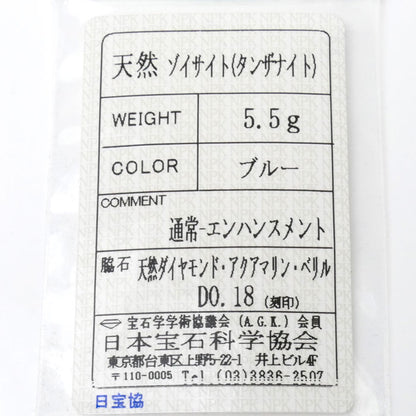 天然 ゾイサイト(タンザナイト)
WEIGHT 5.5g
COLOR ブルー
COMMENT
通常-エンハンスメント
脇石 天然ダイヤモンド・アクアマリン・ベリル
D0.18 (刻印)
宝石学学術協議会 (A.G.K.) 会員
日本宝石科学協会
東京都台東区上野5-22-1 井上ビル4F
〒110-0005 Tel (03)3836-3507
日宝協